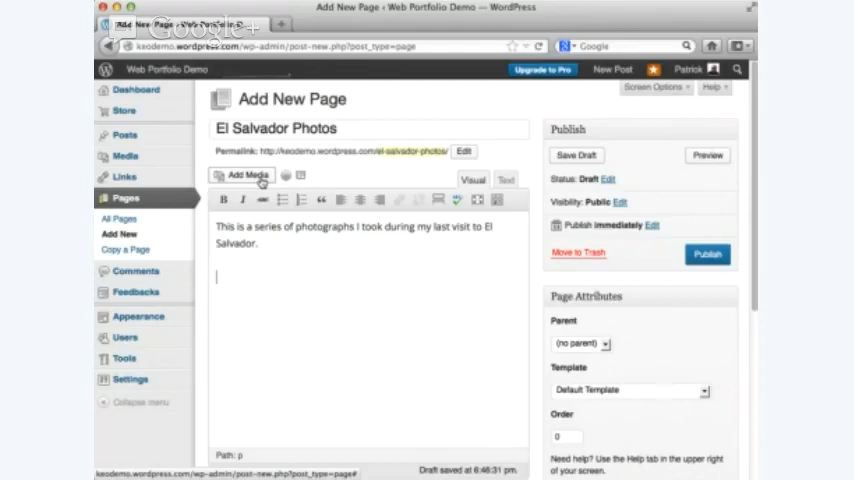 Add New Page ‹ Web Portfolio Demo — WordPress
Add New Page ‹ Web Portfolio D...
Google+
keodemo.wordpress.com/wp-admin/post-new.php?post_type=page
Google
Web Portfolio Demo
Upgrade to Pro
New Post
Patrick
Screen Options
Help
Dashboard
Store
Posts
Media
Links
Pages
All Pages
Add New
Copy a Page
Comments
Feedbacks
Appearance
Users
Tools
Settings
Collapse menu
Add New Page
El Salvador Photos
Permalink: http://keodemo.wordpress.com/el-salvador-photos/ Edit
Add Media
Visual
Text
B I ABC
This is a series of photographs I took during my last visit to El
Salvador.
Path: p
Draft saved at 6:46:31 pm.
Publish
Save Draft
Preview
Status: Draft Edit
Visibility: Public Edit
Publish immediately Edit
Move to Trash
Publish
Page Attributes
Parent
(no parent)
Template
Default Template
Order
0
Need help? Use the Help tab in the upper right
of your screen.
keodemo.wordpress.com/wp-admin/post-new.php?post_type=page#